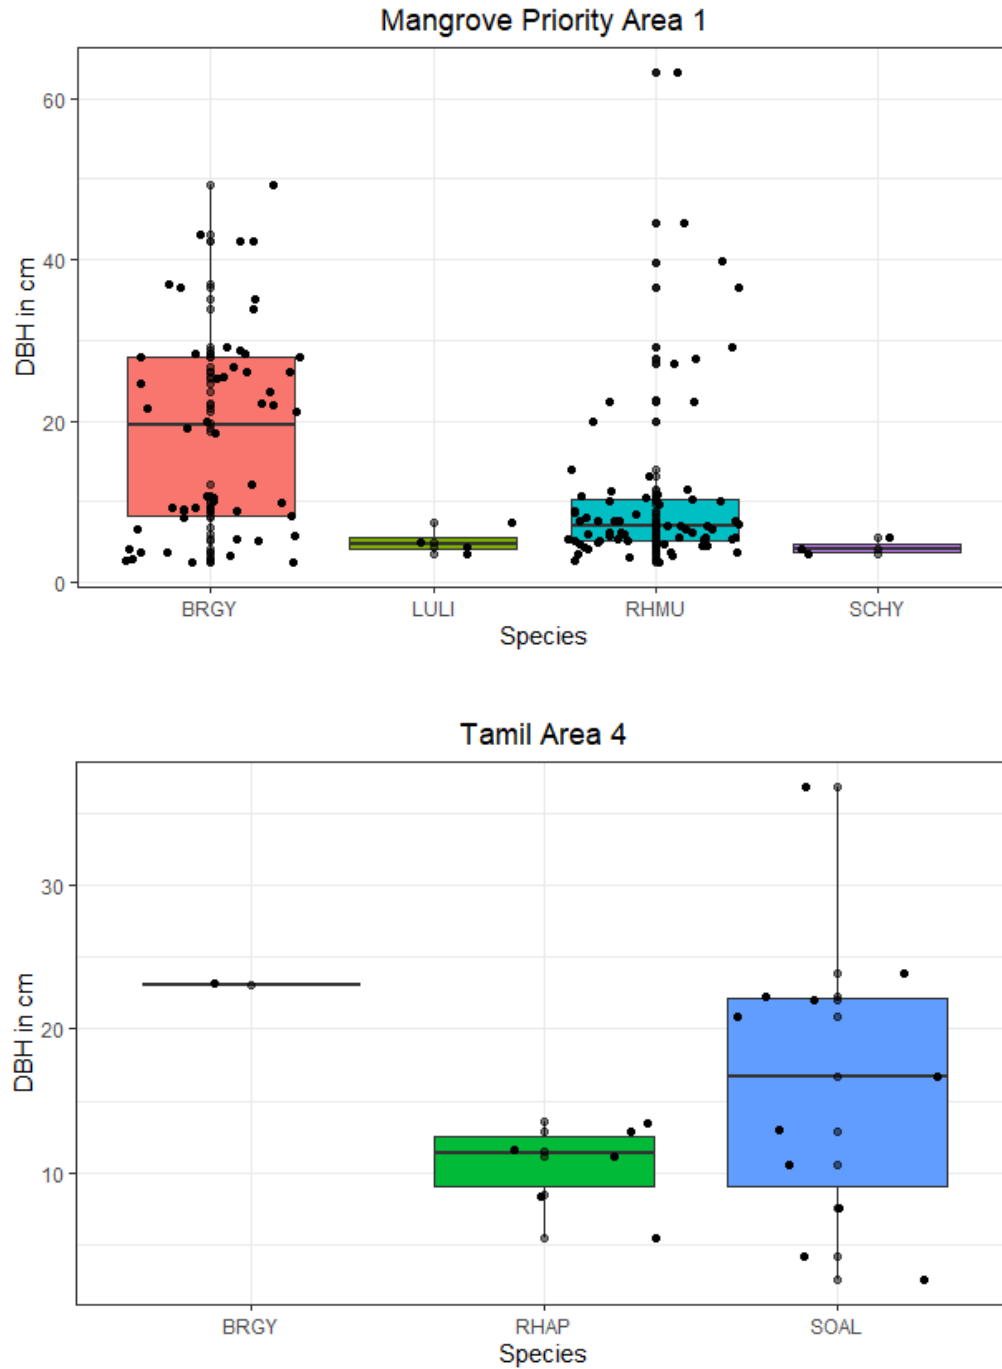 Mangrove Priority Area 1
60
40
20
0
DBH in cm
BRGY LULI RHMU SCHY
Species
Tamil Area 4
30
20
10
DBH in cm
BRGY RHAP SOAL
Species